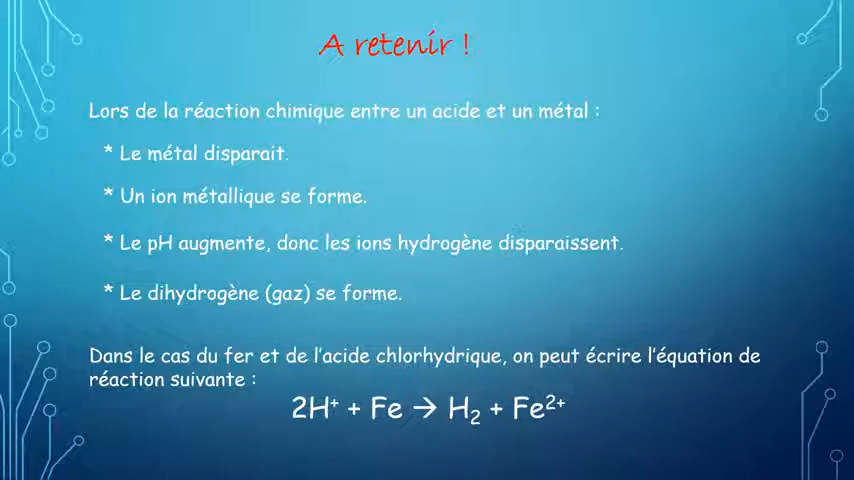 A retenir !
Lors de la réaction chimique entre un acide et un métal :
* Le métal disparait.
* Un ion métallique se forme.
* Le pH augmente, donc les ions hydrogène disparaissent.
* Le dihydrogène (gaz) se forme.
Dans le cas du fer et de l’acide chlorhydrique, on peut écrire l’équation de
réaction suivante :
2H⁺ + Fe → H₂ + Fe²⁺